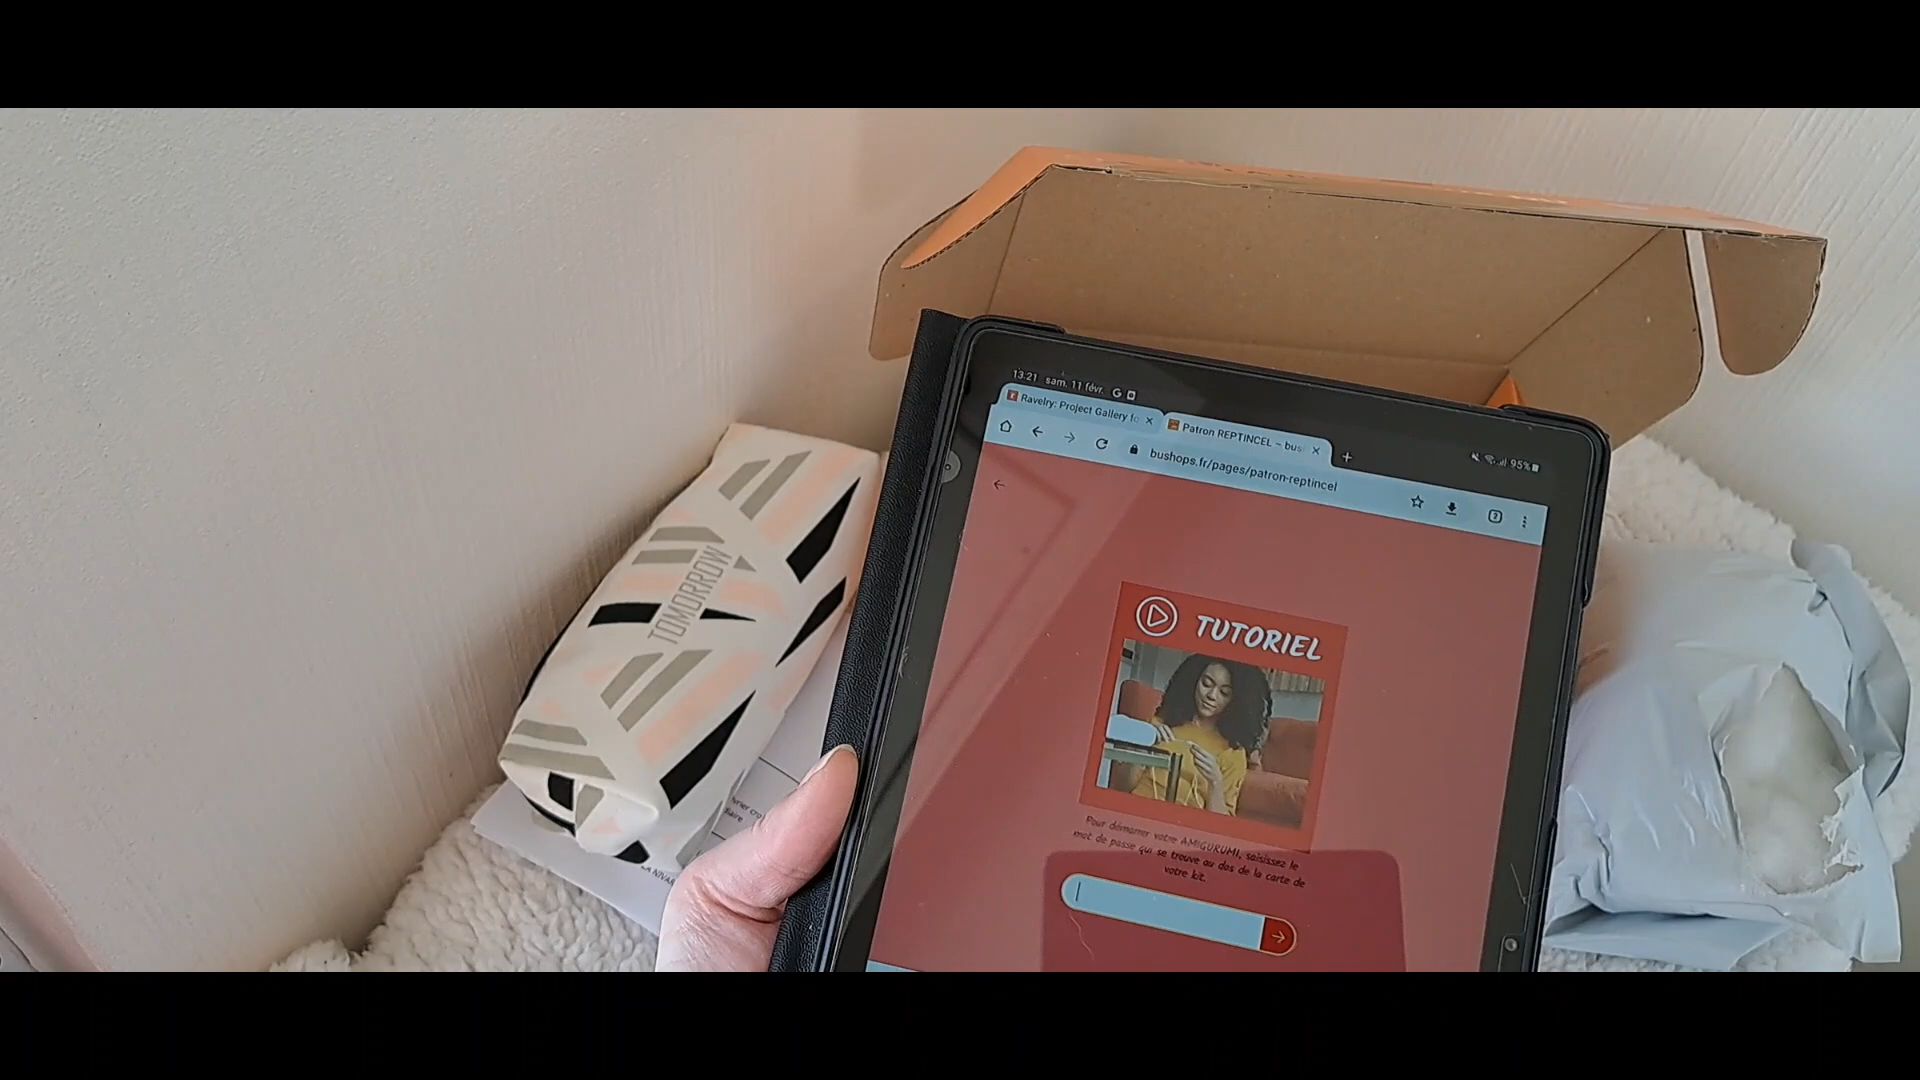 13:21 sam. 11 févr. G
95%
Ravelry: Project Gallery fo
Patron REPTINCEL – bus
bushops.fr/pages/patron-reptincel
TUTORIEL
Pour démarrer votre AMIGURUMI, saisissez le
mot de passe qui se trouve au dos de la carte de
votre kit.
TOMORROW